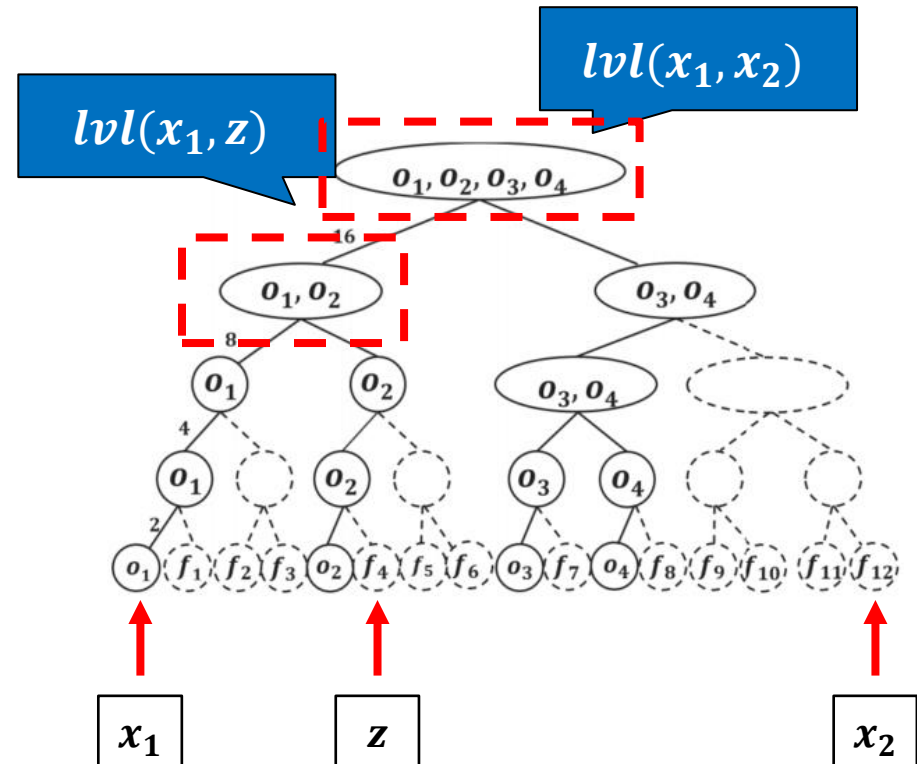 lvl(x₁, x₂)
lvl(x₁, z)
o₁, o₂, o₃, o₄
16
o₁, o₂ o₃, o₄
8
o₁ o₂ o₃, o₄
4
o₁ o₂ o₃ o₄
2
o₁ f₁ f₂ f₃ o₂ f₄ f₅ f₆ o₃ f₇ o₄ f₈ f₉ f₁₀ f₁₁ f₁₂
x₁ z x₂